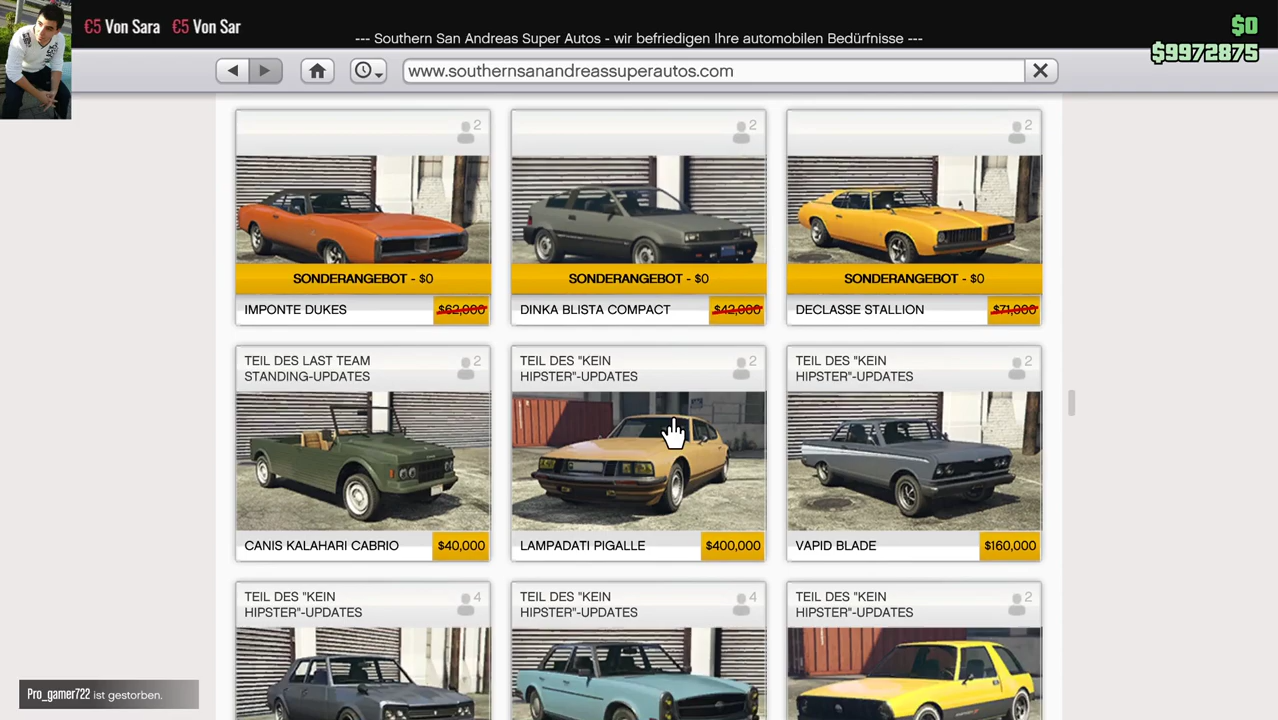 €5 Von Sara €5 Von Sar
--- Southern San Andreas Super Autos - wir befriedigen Ihre automobilen Bedürfnisse ---
$0
$9972875
www.southernsanandreassuperautos.com
2
2
2
SONDERANGEBOT - $0
SONDERANGEBOT - $0
SONDERANGEBOT - $0
IMPONTE DUKES $62,000
DINKA BLISTA COMPACT $42,000
DECLASSE STALLION $71,000
TEIL DES LAST TEAM
STANDING-UPDATES
2
TEIL DES "KEIN
HIPSTER"-UPDATES
2
TEIL DES "KEIN
HIPSTER"-UPDATES
2
CANIS KALAHARI CABRIO $40,000
LAMPADATI PIGALLE $400,000
VAPID BLADE $160,000
TEIL DES "KEIN
HIPSTER"-UPDATES
4
TEIL DES "KEIN
HIPSTER"-UPDATES
4
TEIL DES "KEIN
HIPSTER"-UPDATES
2
Pro_gamer722 ist gestorben.